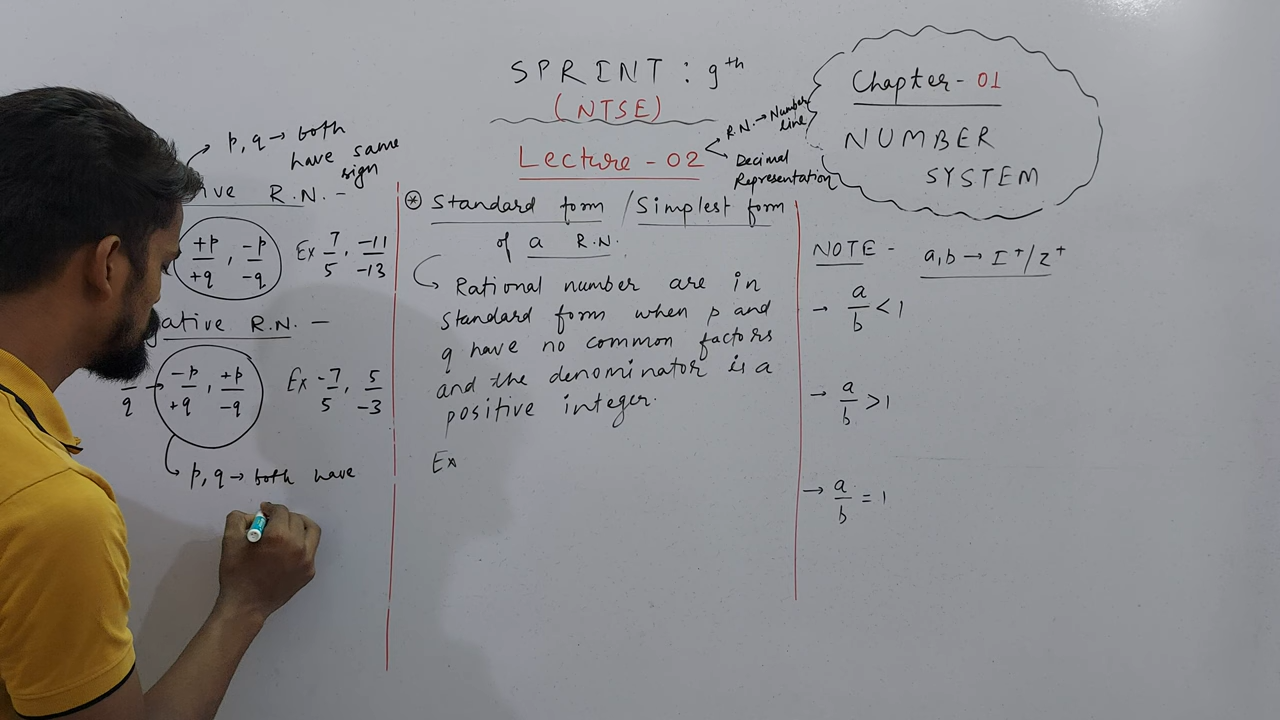 SPRINT : 9th
(NTSE)
Lecture - 02
R.N. → Number line
Decimal Representation
Chapter - 01
NUMBER
SYSTEM
p, q → both
have same
sign
R.N. -
+p/+q , -p/-q Ex 7/5 , -11/-13
R.N. -
q → -p/+q , +p/-q Ex -7/5 , 5/-3
p, q → both have
⊛ Standard form / Simplest form
of a R.N.
Rational number are in
standard form when p and
q have no common factors
and the denominator is a
positive integer.
Ex
NOTE - a, b → I⁺/Z⁺
→ a/b < 1
→ a/b > 1
→ a/b = 1